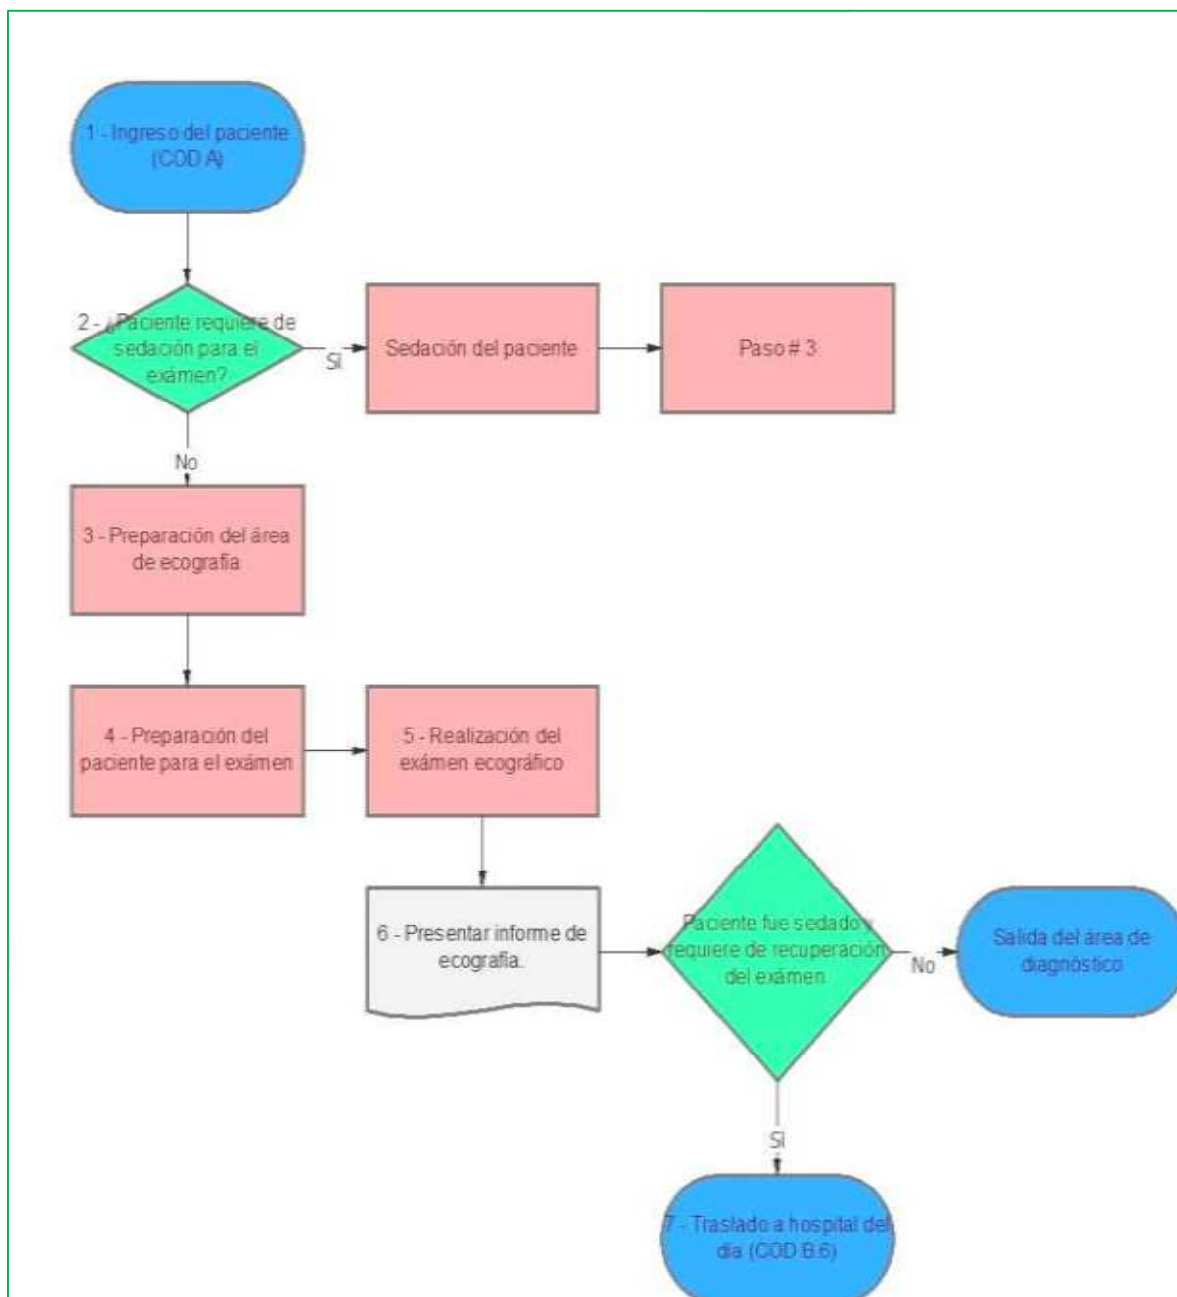 1 - Ingreso del paciente
(COD A)
2 - ¿Paciente requiere de
sedación para el
exámen?
Si
Sedación del paciente
Paso # 3
No
3 - Preparación del área
de ecografía
4 - Preparación del
paciente para el exámen
5 - Realización del
exámen ecográfico
6 - Presentar informe de
ecografía.
Paciente fue sedado y
requiere de recuperación
del exámen
No
Salida del área de
diagnóstico
Si
7 - Traslado a hospital del
día (COD B.6)